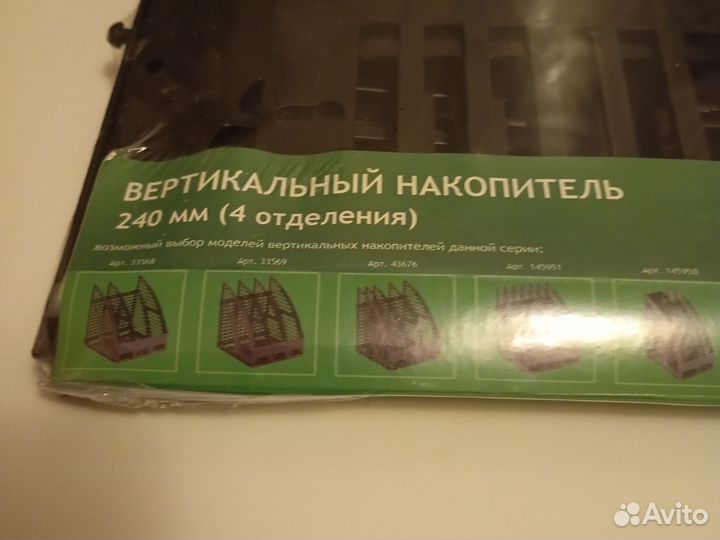 ВЕРТИКАЛЬНЫЙ НАКОПИТЕЛЬ
240 мм (4 отделения)
возможный выбор моделей вертикальных накопителей данной серии:
Арт. 33568 Арт. 33569 Арт. 43676 Арт. 145951 Арт. 145950
Avito